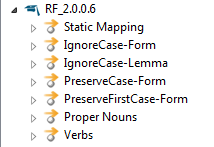 RF_2.0.0.6
Static Mapping
IgnoreCase-Form
IgnoreCase-Lemma
PreserveCase-Form
PreserveFirstCase-Form
Proper Nouns
Verbs